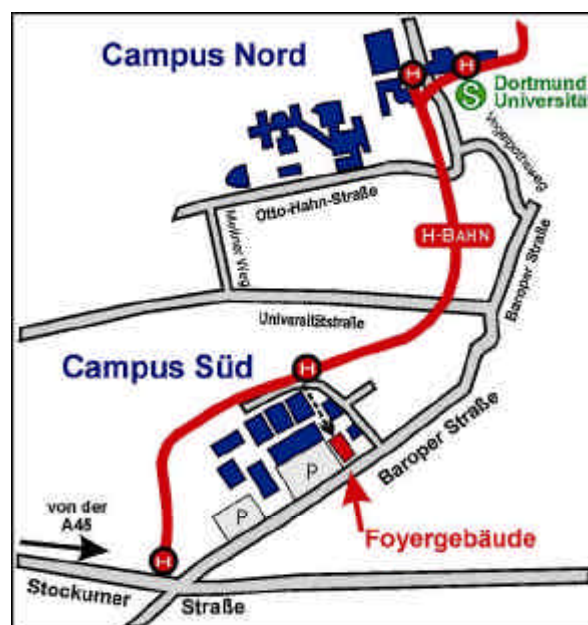 Campus Nord
H
H
S
Dortmund
Universitä
Vogelpothsweg
Otto-Hahn-Straße
Meitner Weg
H-BAHN
Baroper Straße
Universitätstraße
Campus Süd
H
P
P
Baroper Straße
von der
A45
Foyergebäude
H
Stockumer
Straße